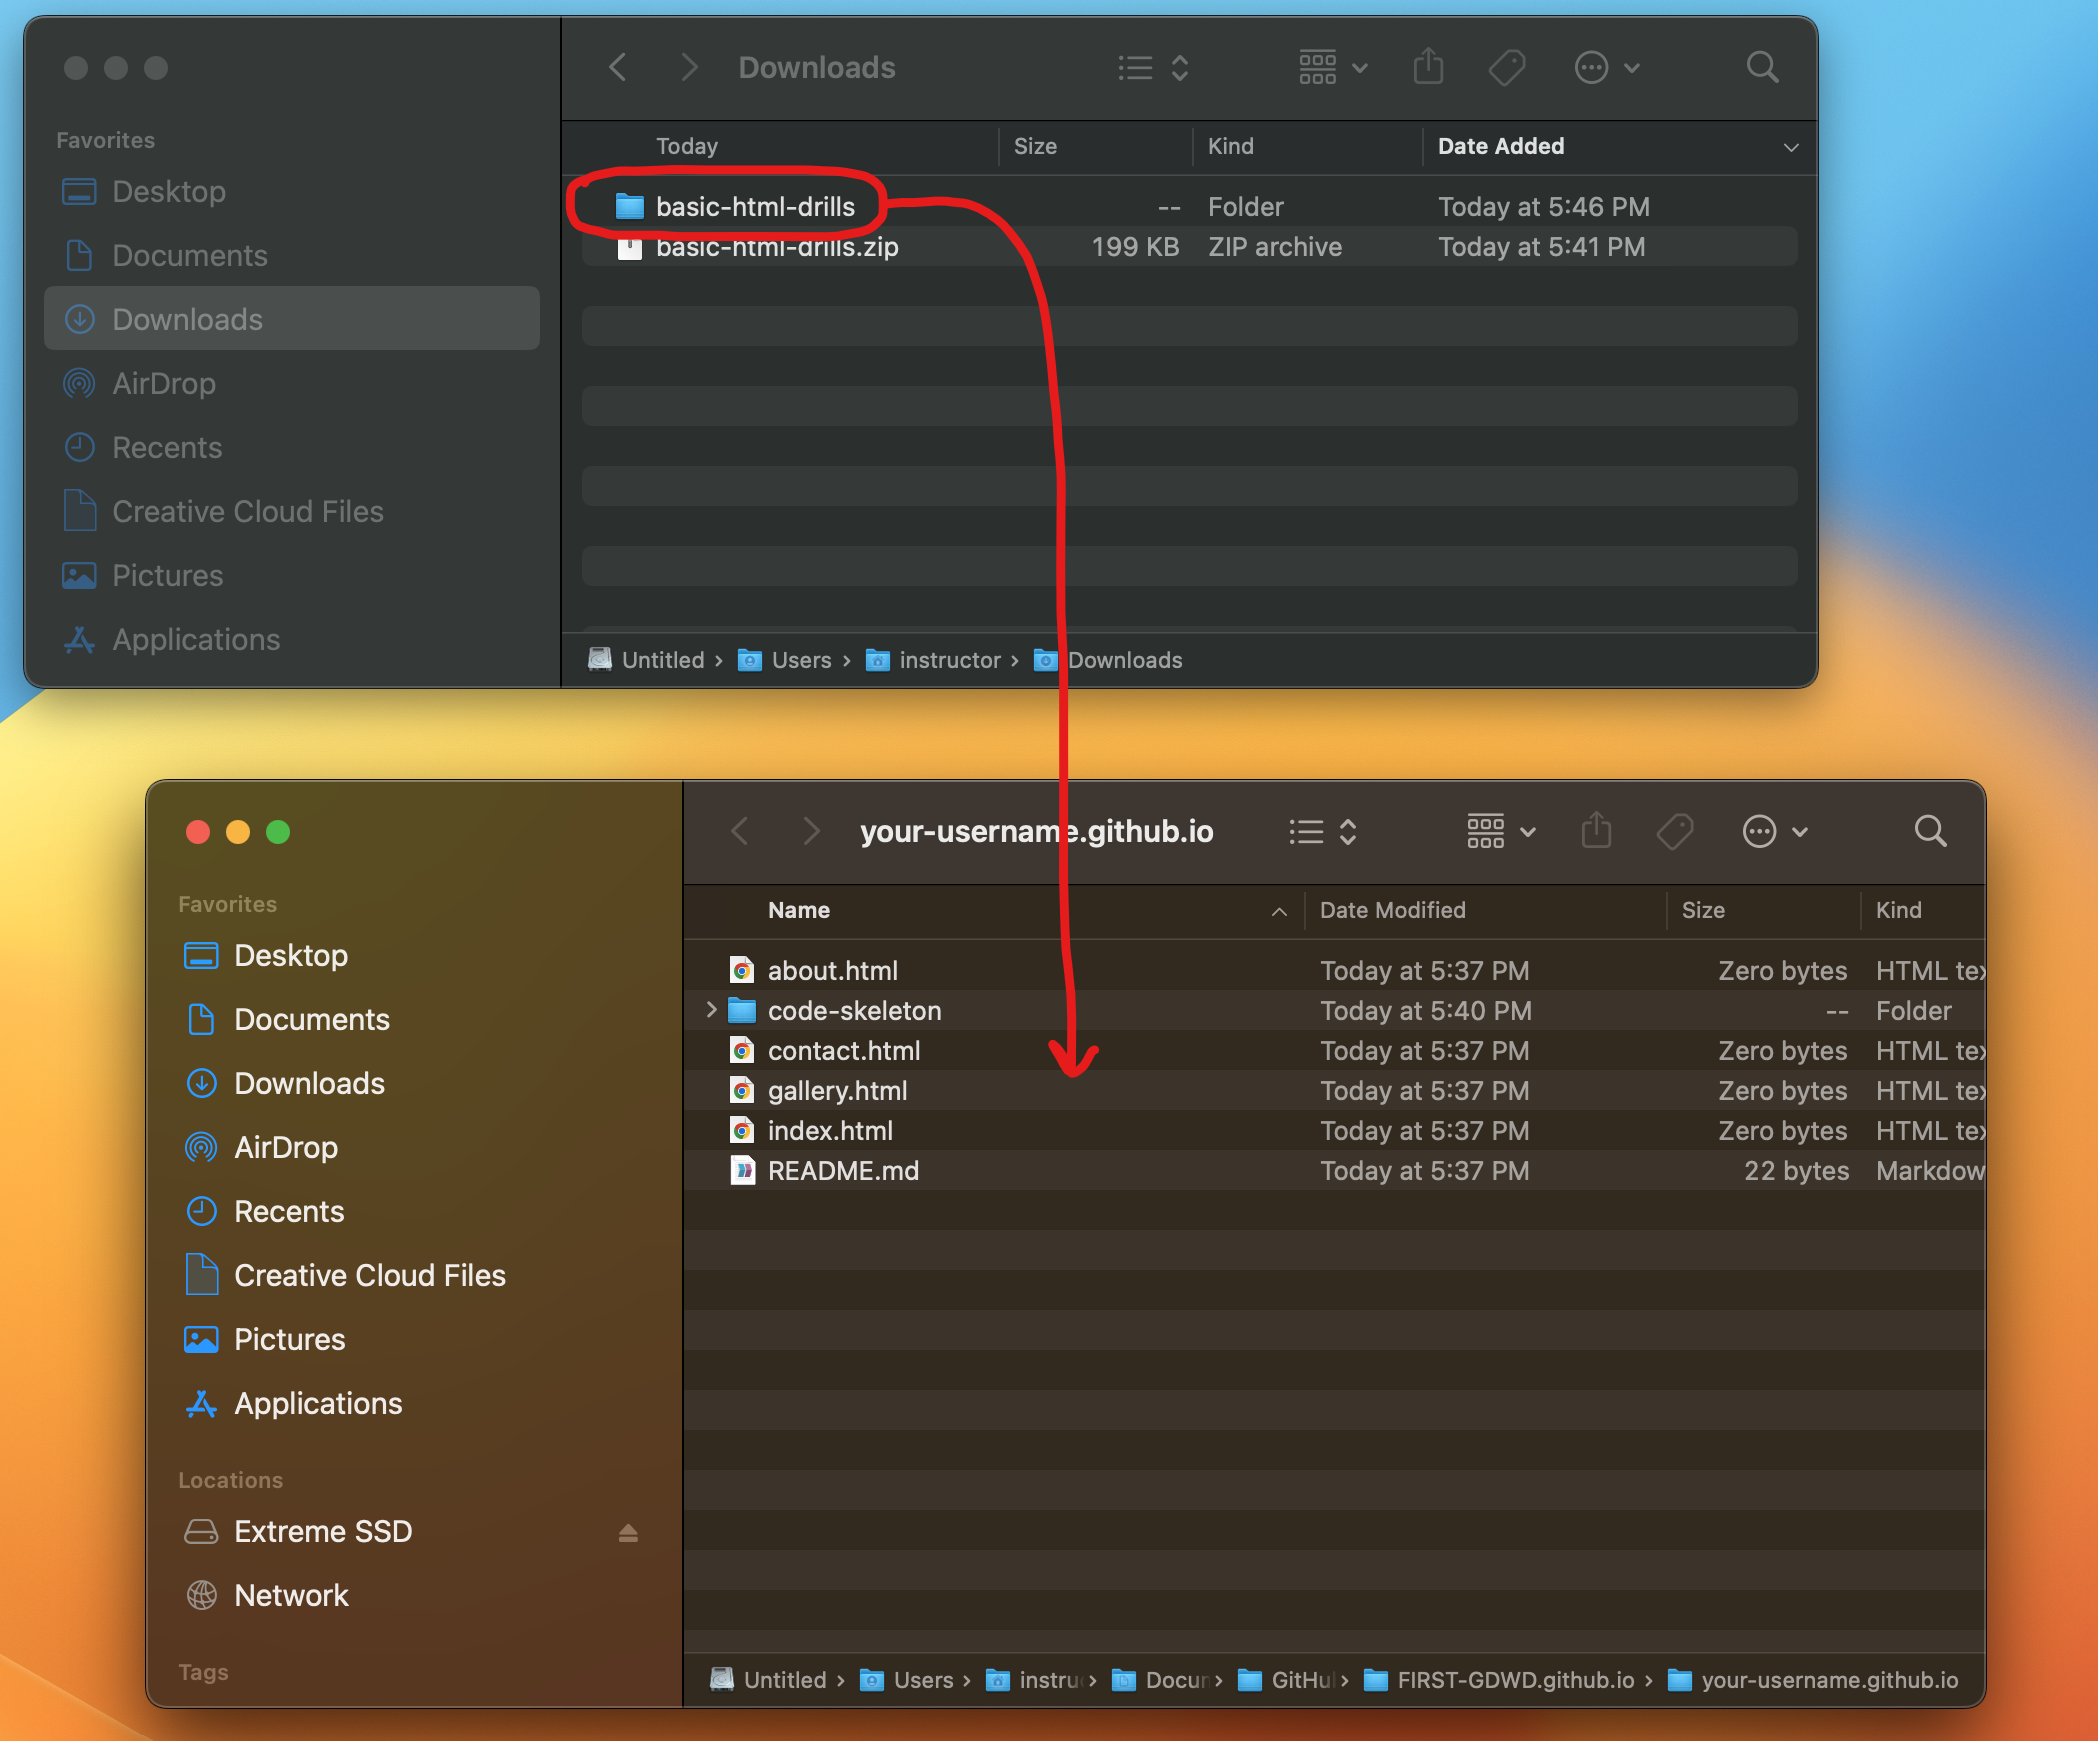 Downloads
Favorites
Desktop
Documents
Downloads
AirDrop
Recents
Creative Cloud Files
Pictures
Applications
Today Size Kind Date Added
basic-html-drills -- Folder Today at 5:46 PM
basic-html-drills.zip 199 KB ZIP archive Today at 5:41 PM
Untitled › Users › instructor › Downloads
your-username.github.io
Favorites
Desktop
Documents
Downloads
AirDrop
Recents
Creative Cloud Files
Pictures
Applications
Locations
Extreme SSD
Network
Tags
Name Date Modified Size Kind
about.html Today at 5:37 PM Zero bytes HTML tex
code-skeleton Today at 5:40 PM -- Folder
contact.html Today at 5:37 PM Zero bytes HTML tex
gallery.html Today at 5:37 PM Zero bytes HTML tex
index.html Today at 5:37 PM Zero bytes HTML tex
README.md Today at 5:37 PM 22 bytes Markdow
Untitled › Users › instru › Docun › GitHu › FIRST-GDWD.github.io › your-username.github.io